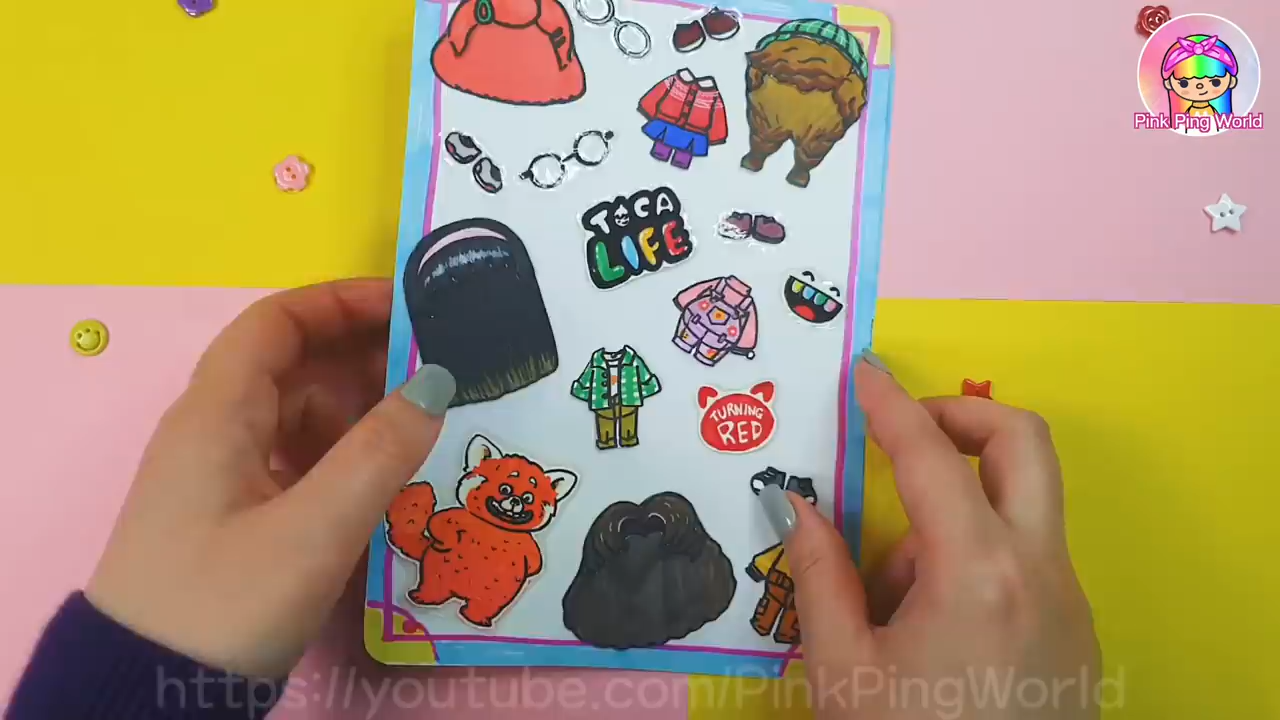 Pink Ping World
TOCA
LIFE
TURNING
RED
https://youtube.com/PinkPingWorld